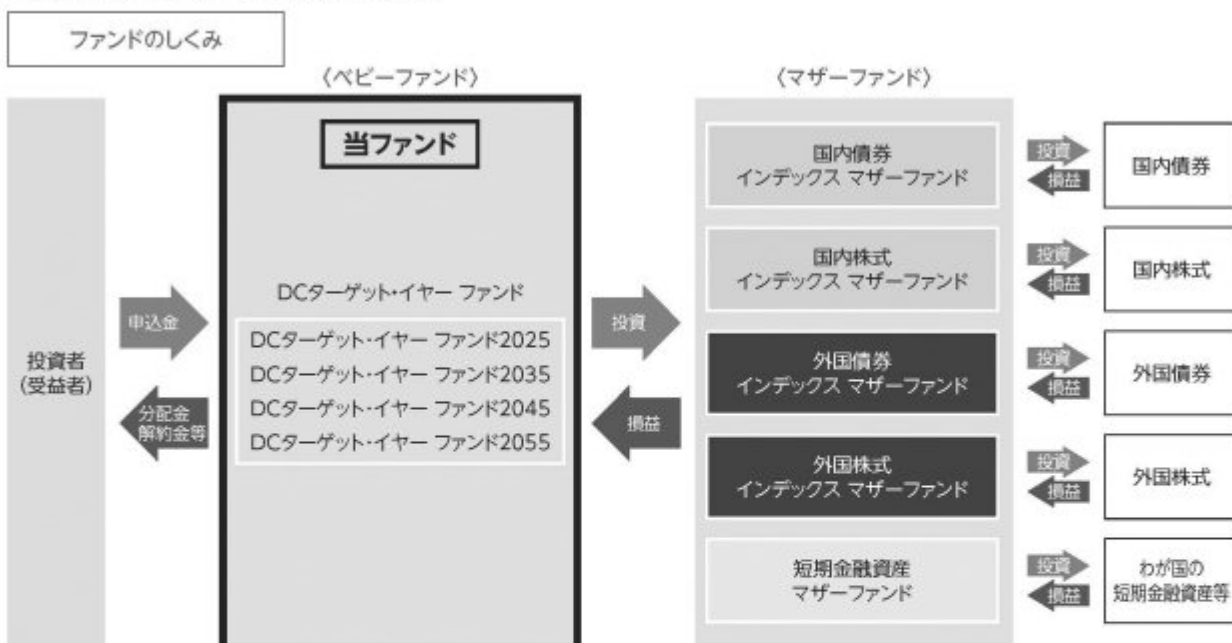 ファンドのしくみ
〈ベビーファンド〉
〈マザーファンド〉
投資者
(受益者)
申込金
分配金
解約金等
当ファンド
DCターゲット・イヤー ファンド
DCターゲット・イヤー ファンド2025
DCターゲット・イヤー ファンド2035
DCターゲット・イヤー ファンド2045
DCターゲット・イヤー ファンド2055
投資
損益
国内債券
インデックス マザーファンド
投資
損益
国内債券
国内株式
インデックス マザーファンド
投資
損益
国内株式
外国債券
インデックス マザーファンド
投資
損益
外国債券
外国株式
インデックス マザーファンド
投資
損益
外国株式
短期金融資産
マザーファンド
投資
損益
わが国の
短期金融資産等